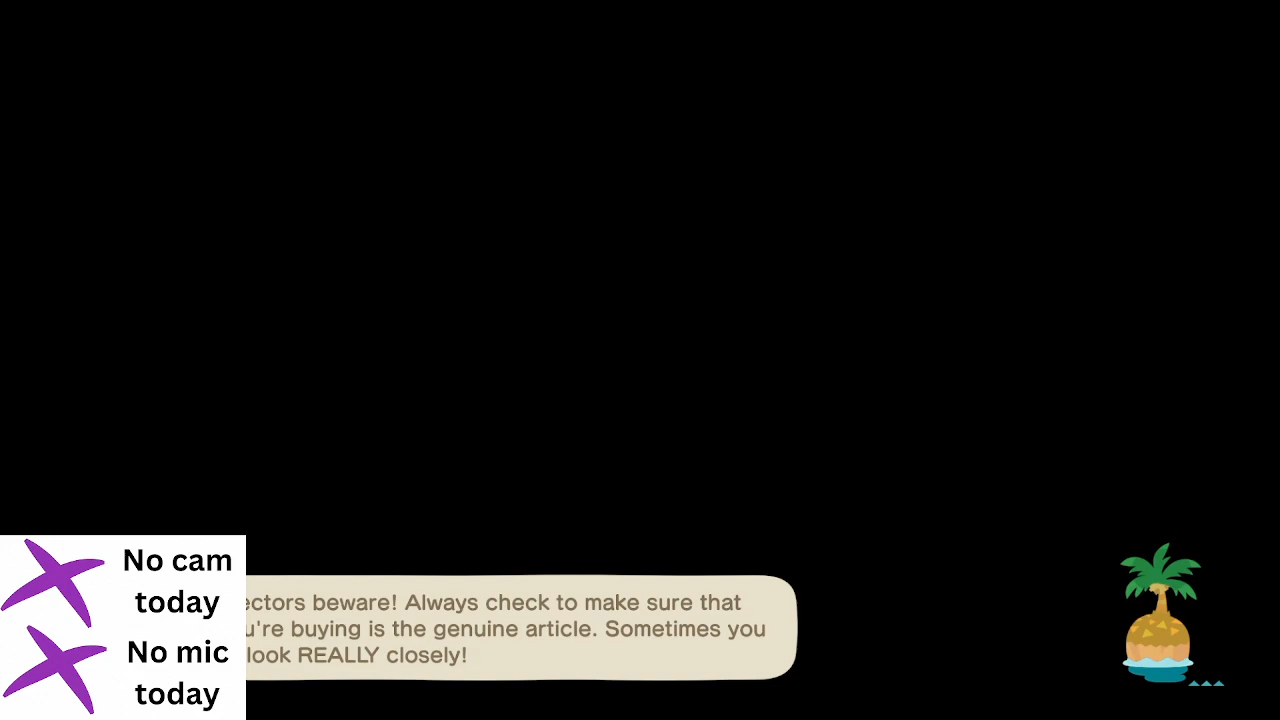 No cam
today
No mic
today
ectors beware! Always check to make sure that
u're buying is the genuine article. Sometimes you
look REALLY closely!